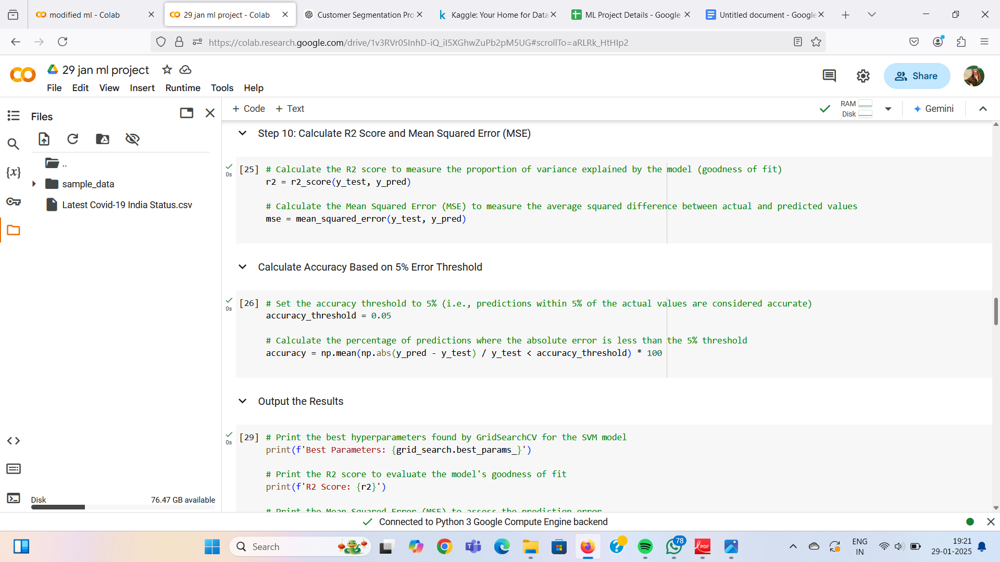 modified ml - Colab
29 jan ml project - Colab
Customer Segmentation Pro
Kaggle: Your Home for Data
ML Project Details - Google
Untitled document - Google
https://colab.research.google.com/drive/1v3RVr05InhD-iQ_iI5XGhwZuPb2pM5UG#scrollTo=aRLRk_HtHIp2
CO
29 jan ml project
File Edit View Insert Runtime Tools Help
Share
Files
+ Code + Text
RAM
Disk
Gemini
..
sample_data
Latest Covid-19 India Status.csv
{x}
Disk 76.47 GB available
Step 10: Calculate R2 Score and Mean Squared Error (MSE)
0s
[25] # Calculate the R2 score to measure the proportion of variance explained by the model (goodness of fit)
r2 = r2_score(y_test, y_pred)
# Calculate the Mean Squared Error (MSE) to measure the average squared difference between actual and predicted values
mse = mean_squared_error(y_test, y_pred)
Calculate Accuracy Based on 5% Error Threshold
0s
[26] # Set the accuracy threshold to 5% (i.e., predictions within 5% of the actual values are considered accurate)
accuracy_threshold = 0.05
# Calculate the percentage of predictions where the absolute error is less than the 5% threshold
accuracy = np.mean(np.abs(y_pred - y_test) / y_test < accuracy_threshold) * 100
Output the Results
0s
[29] # Print the best hyperparameters found by GridSearchCV for the SVM model
print(f'Best Parameters: {grid_search.best_params_}')
# Print the R2 score to evaluate the model's goodness of fit
print(f'R2 Score: {r2}')
# Print the Mean Squared Error (MSE) to assess the prediction error
Connected to Python 3 Google Compute Engine backend
Search
78
PDF
ENG
IN
19:21
29-01-2025